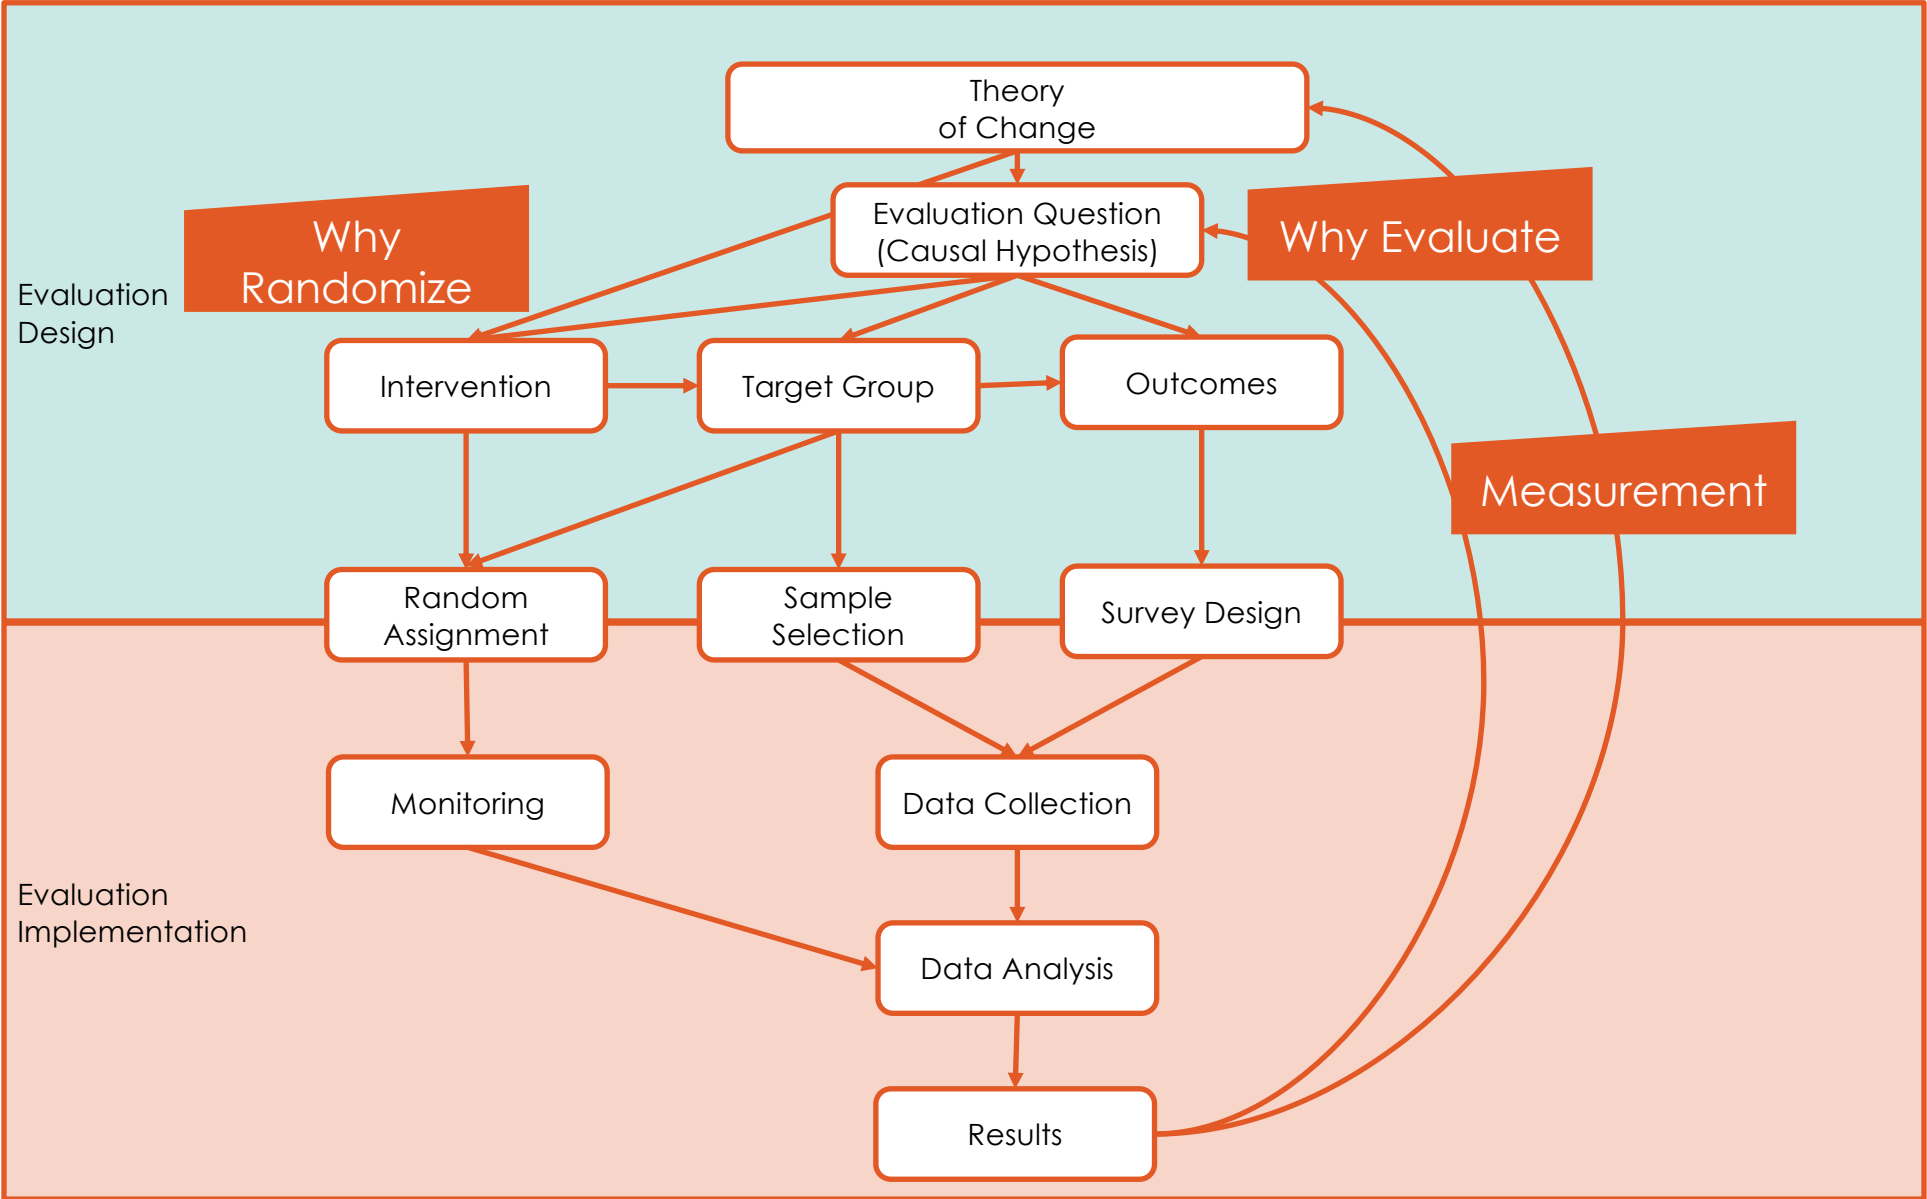 Theory
of Change
Evaluation Question
(Causal Hypothesis)
Why
Randomize
Why Evaluate
Evaluation
Design
Intervention
Target Group
Outcomes
Measurement
Random
Assignment
Sample
Selection
Survey Design
Monitoring
Data Collection
Evaluation
Implementation
Data Analysis
Results